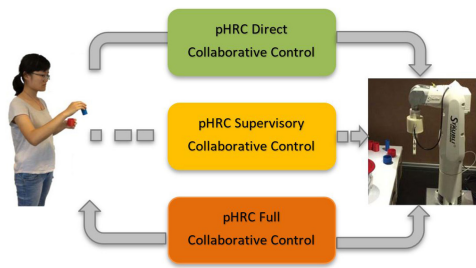 pHRC Direct
Collaborative Control
pHRC Supervisory
Collaborative Control
pHRC Full
Collaborative Control